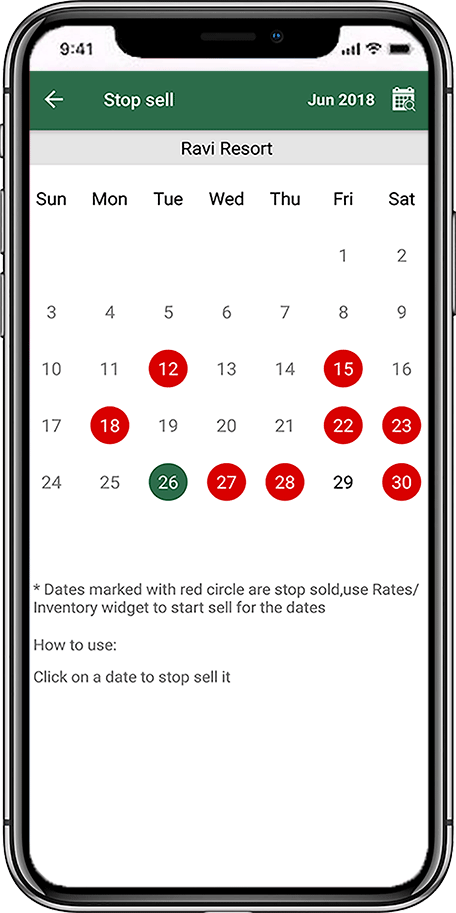 9:41
Stop sell Jun 2018
Ravi Resort
Sun Mon Tue Wed Thu Fri Sat
1 2
3 4 5 6 7 8 9
10 11 12 13 14 15 16
17 18 19 20 21 22 23
24 25 26 27 28 29 30
* Dates marked with red circle are stop sold,use Rates/
Inventory widget to start sell for the dates
How to use:
Click on a date to stop sell it